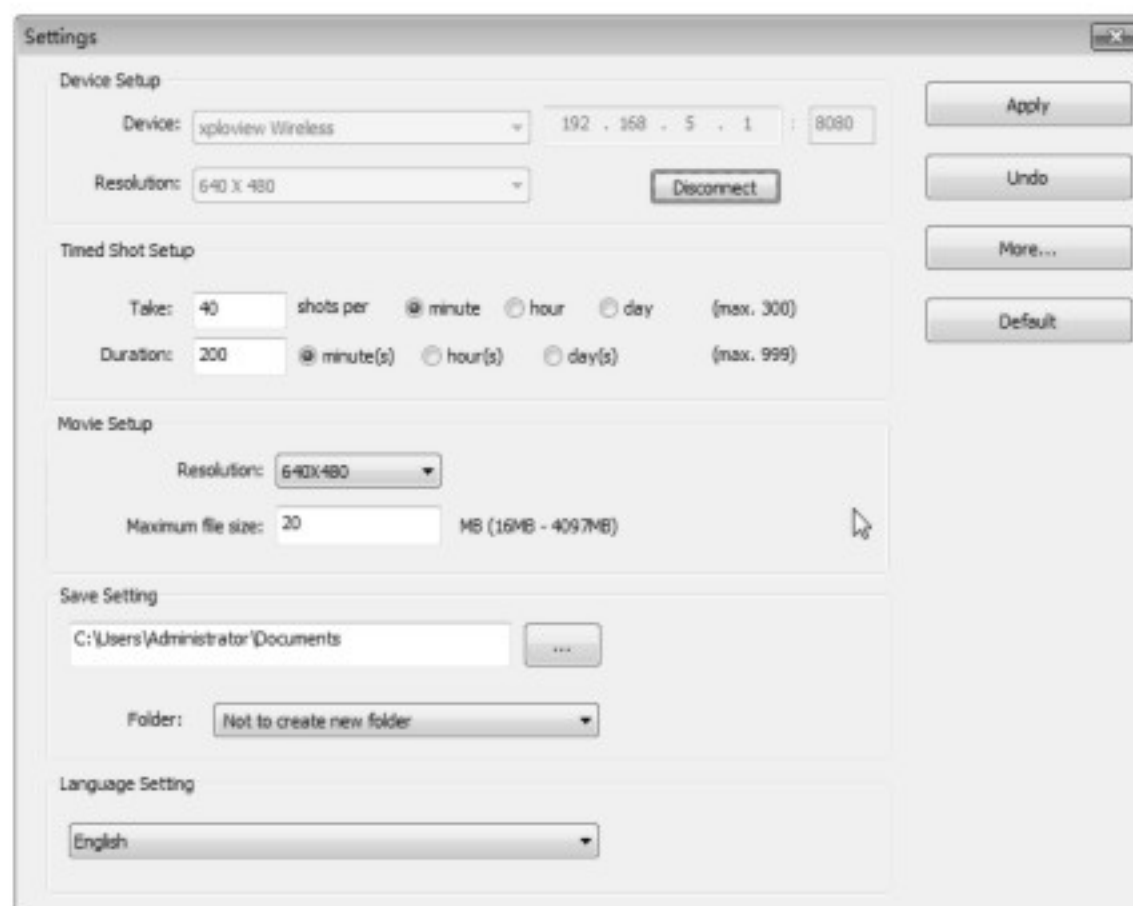 Settings
Device Setup
Device: xploview Wireless 192 . 168 . 5 . 1 : 8080
Resolution: 640 X 480 Disconnect
Timed Shot Setup
Take: 40 shots per minute hour day (max. 300)
Duration: 200 minute(s) hour(s) day(s) (max. 999)
Movie Setup
Resolution: 640X480
Maximum file size: 20 MB (16MB - 4097MB)
Save Setting
C:\Users\Administrator\Documents ...
Folder: Not to create new folder
Language Setting
English
Apply
Undo
More...
Default